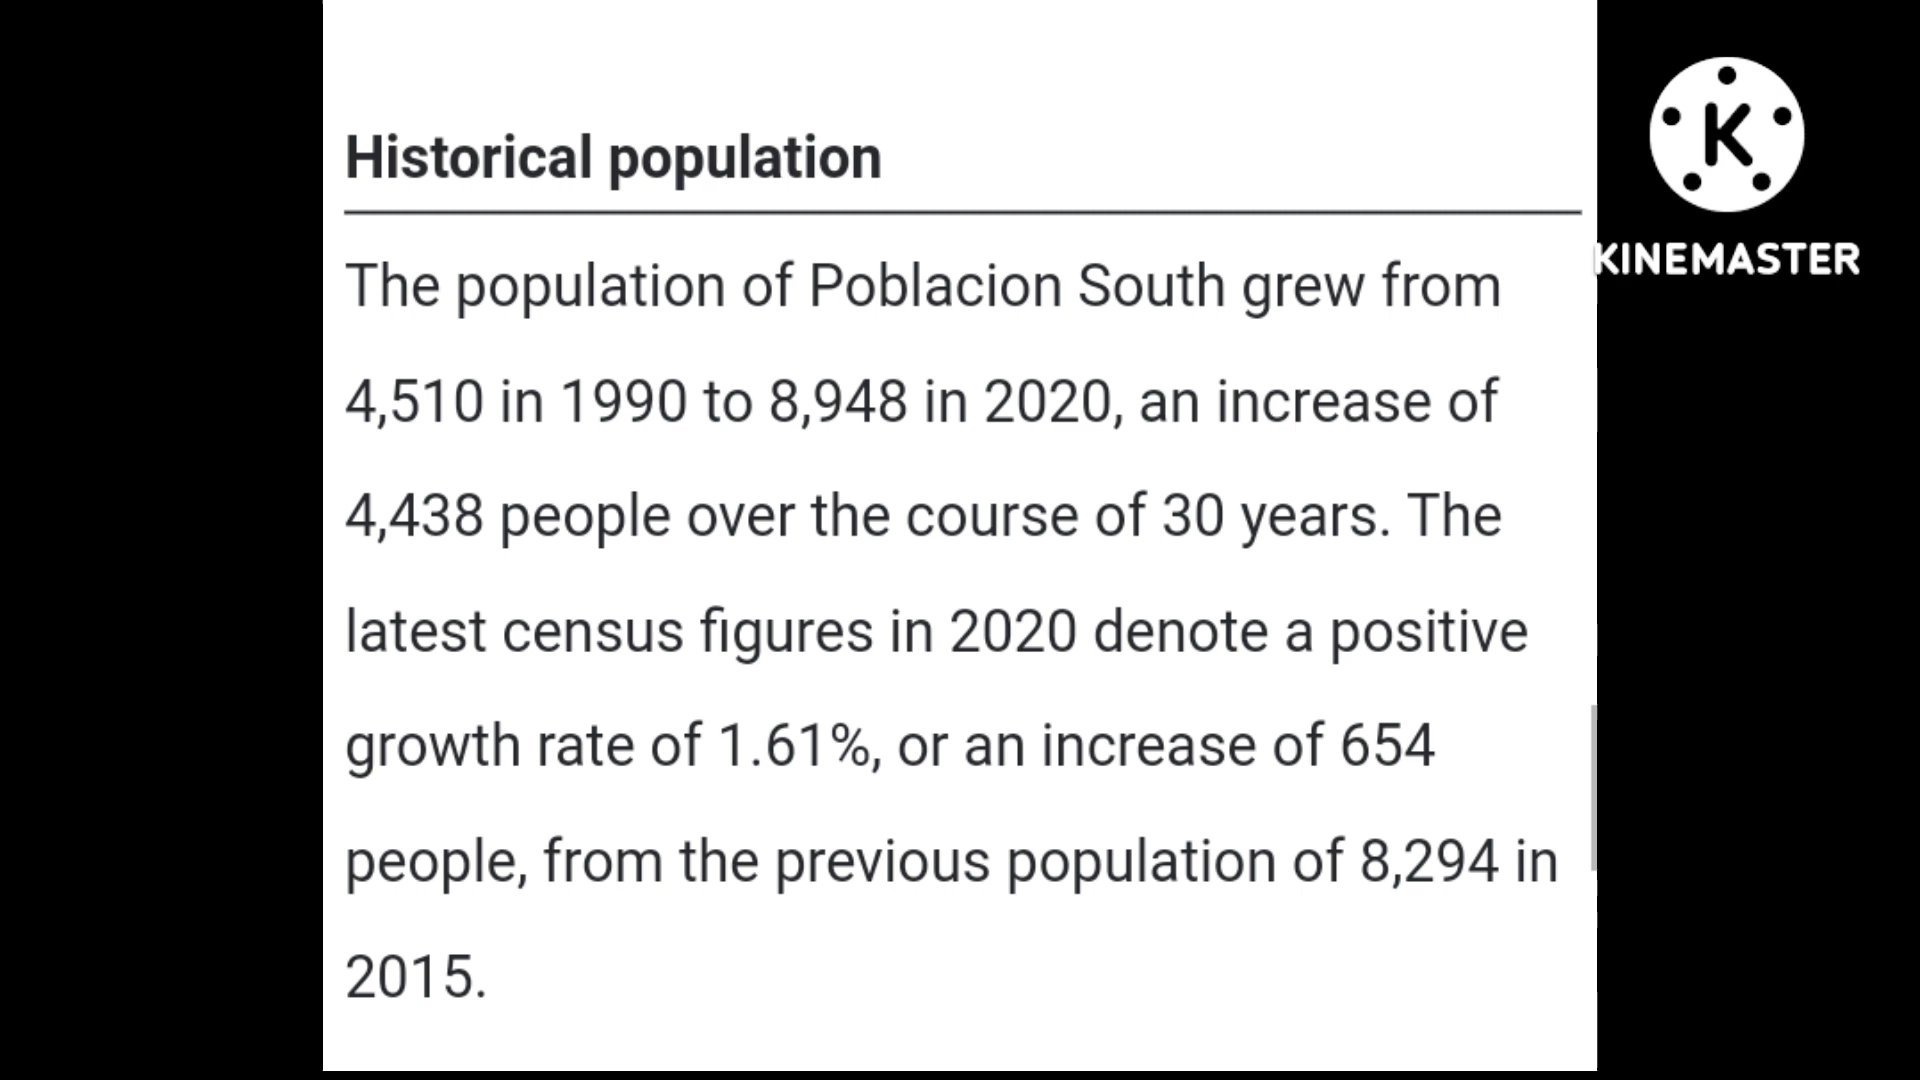 Historical population
The population of Poblacion South grew from
4,510 in 1990 to 8,948 in 2020, an increase of
4,438 people over the course of 30 years. The
latest census figures in 2020 denote a positive
growth rate of 1.61%, or an increase of 654
people, from the previous population of 8,294 in
2015.
K
KINEMASTER